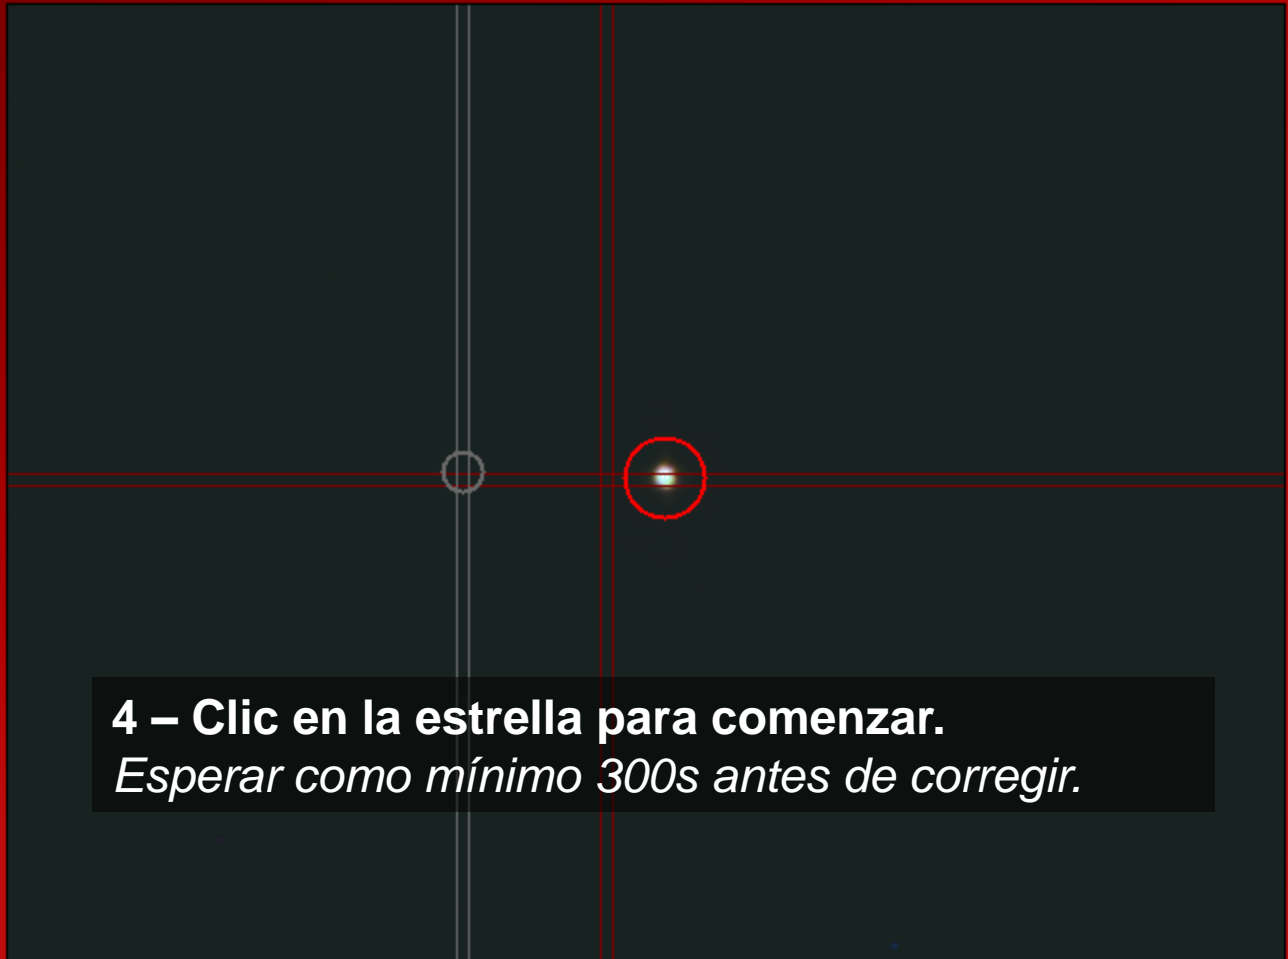 4 – Clic en la estrella para comenzar.
Esperar como mínimo 300s antes de corregir.